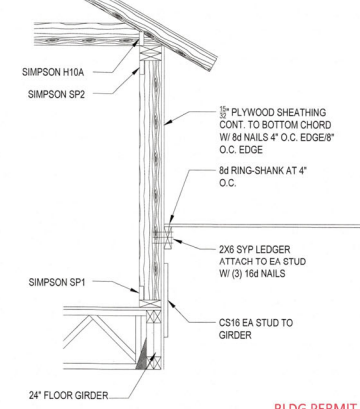 SIMPSON H10A
SIMPSON SP2
15/32" PLYWOOD SHEATHING
CONT. TO BOTTOM CHORD
W/ 8d NAILS 4" O.C. EDGE/8"
O.C. EDGE
8d RING-SHANK AT 4"
O.C.
2X6 SYP LEDGER
ATTACH TO EA STUD
W/ (3) 16d NAILS
SIMPSON SP1
CS16 EA STUD TO
GIRDER
24" FLOOR GIRDER
BLDG PERMIT